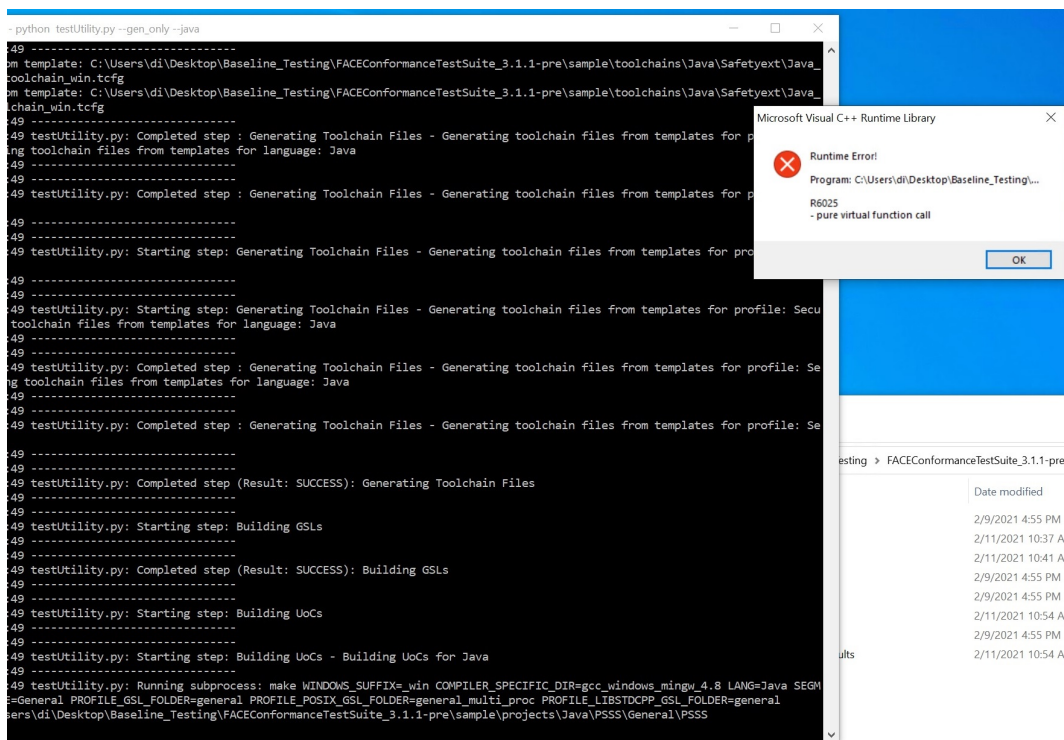 - python testUtility.py --gen_only --java
:49 -------------------------------
om template: C:\Users\di\Desktop\Baseline_Testing\FACEConformanceTestSuite_3.1.1-pre\sample\toolchains\Java\Safetyext\Java_
toolchain_win.tcfg
om template: C:\Users\di\Desktop\Baseline_Testing\FACEConformanceTestSuite_3.1.1-pre\sample\toolchains\Java\Safetyext\Java_
lchain_win.tcfg
:49 -------------------------------
:49 testUtility.py: Completed step : Generating Toolchain Files - Generating toolchain files from templates for p
ing toolchain files from templates for language: Java
:49 -------------------------------
:49 -------------------------------
:49 testUtility.py: Completed step : Generating Toolchain Files - Generating toolchain files from templates for p
:49 -------------------------------
:49 -------------------------------
:49 testUtility.py: Starting step: Generating Toolchain Files - Generating toolchain files from templates for pro
:49 -------------------------------
:49 -------------------------------
:49 testUtility.py: Starting step: Generating Toolchain Files - Generating toolchain files from templates for profile: Secu
toolchain files from templates for language: Java
:49 -------------------------------
:49 -------------------------------
:49 testUtility.py: Completed step : Generating Toolchain Files - Generating toolchain files from templates for profile: Se
ng toolchain files from templates for language: Java
:49 -------------------------------
:49 -------------------------------
:49 testUtility.py: Completed step : Generating Toolchain Files - Generating toolchain files from templates for profile: Se
:49 -------------------------------
:49 -------------------------------
:49 testUtility.py: Completed step (Result: SUCCESS): Generating Toolchain Files
:49 -------------------------------
:49 -------------------------------
:49 testUtility.py: Starting step: Building GSLs
:49 -------------------------------
:49 -------------------------------
:49 testUtility.py: Completed step (Result: SUCCESS): Building GSLs
:49 -------------------------------
:49 -------------------------------
:49 testUtility.py: Starting step: Building UoCs
:49 -------------------------------
:49 -------------------------------
:49 testUtility.py: Starting step: Building UoCs - Building UoCs for Java
:49 -------------------------------
:49 testUtility.py: Running subprocess: make WINDOWS_SUFFIX=_win COMPILER_SPECIFIC_DIR=gcc_windows_mingw_4.8 LANG=Java SEGM
E=General PROFILE_GSL_FOLDER=general PROFILE_POSIX_GSL_FOLDER=general_multi_proc PROFILE_LIBSTDCPP_GSL_FOLDER=general
sers\di\Desktop\Baseline_Testing\FACEConformanceTestSuite_3.1.1-pre\sample\projects\Java\PSSS\General\PSSS
Microsoft Visual C++ Runtime Library
Runtime Error!
Program: C:\Users\di\Desktop\Baseline_Testing\...
R6025
- pure virtual function call
OK
esting > FACEConformanceTestSuite_3.1.1-pre
Date modified
2/9/2021 4:55 PM
2/11/2021 10:37 A
2/11/2021 10:41 A
2/9/2021 4:55 PM
2/9/2021 4:55 PM
2/11/2021 10:54 A
2/9/2021 4:55 PM
ults 2/11/2021 10:54 A